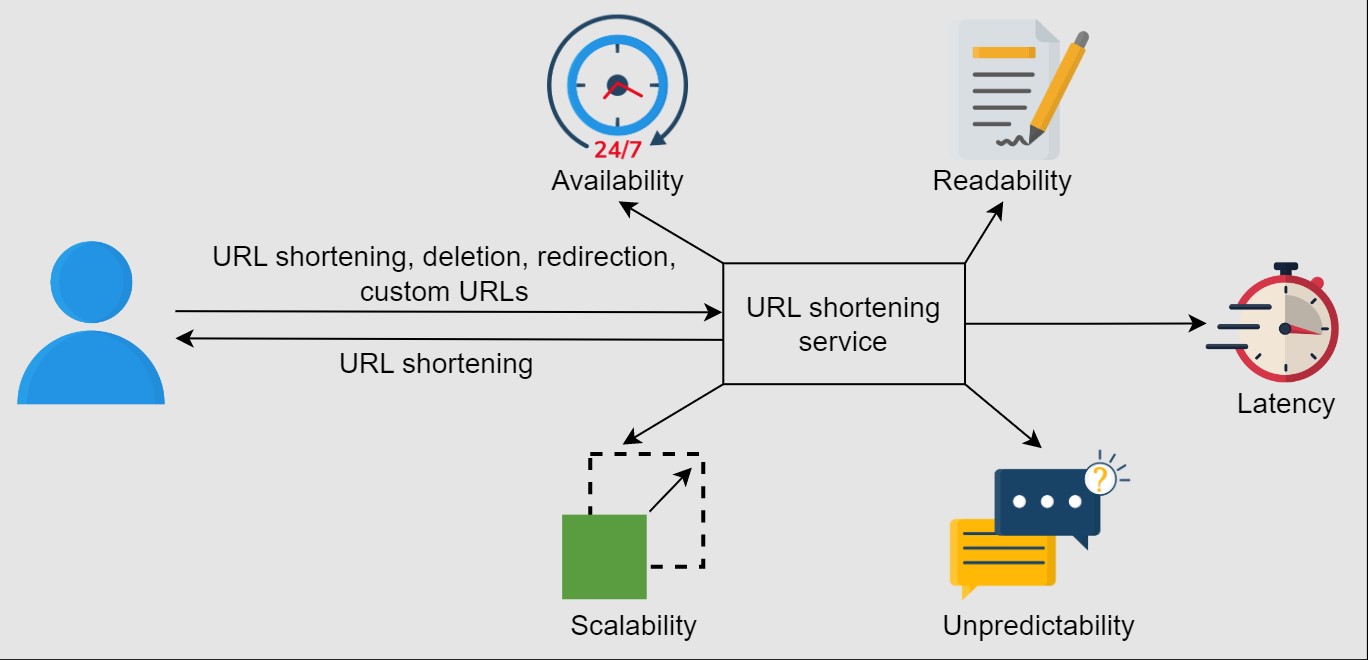 24/7
Availability
Readability
URL shortening, deletion, redirection,
custom URLs
URL shortening
URL shortening
service
Latency
?
Scalability
Unpredictability